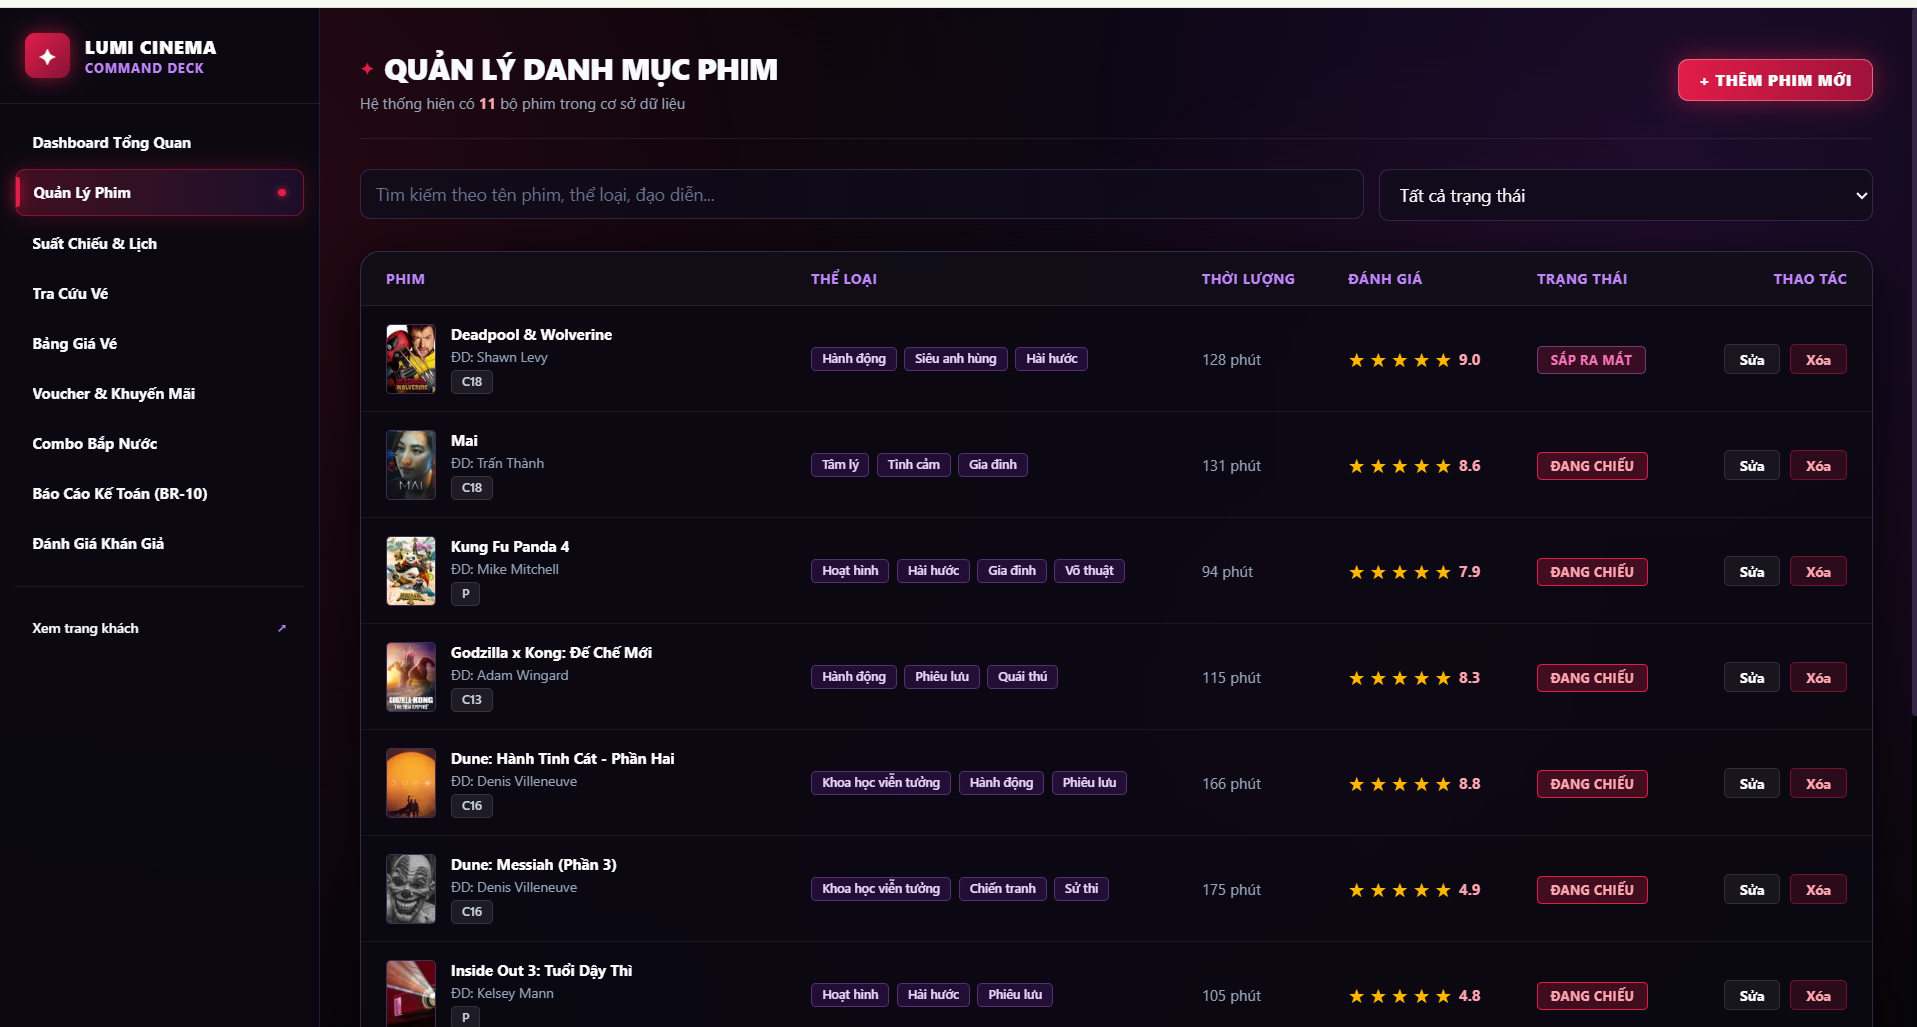 LUMI CINEMA
COMMAND DECK
Dashboard Tổng Quan
Quản Lý Phim
Suất Chiếu & Lịch
Tra Cứu Vé
Bảng Giá Vé
Voucher & Khuyến Mãi
Combo Bắp Nước
Báo Cáo Kế Toán (BR-10)
Đánh Giá Khán Giả
Xem trang khách ↗
QUẢN LÝ DANH MỤC PHIM
Hệ thống hiện có 11 bộ phim trong cơ sở dữ liệu
+ THÊM PHIM MỚI
Tìm kiếm theo tên phim, thể loại, đạo diễn...
Tất cả trạng thái
PHIM THỂ LOẠI THỜI LƯỢNG ĐÁNH GIÁ TRẠNG THÁI THAO TÁC
Deadpool & Wolverine
ĐD: Shawn Levy
C18
Hành động Siêu anh hùng Hài hước 128 phút ★★★★★ 9.0 SẮP RA MẮT Sửa Xóa
Mai
ĐD: Trấn Thành
C18
Tâm lý Tình cảm Gia đình 131 phút ★★★★★ 8.6 ĐANG CHIẾU Sửa Xóa
MAI
Kung Fu Panda 4
ĐD: Mike Mitchell
P
Hoạt hình Hài hước Gia đình Võ thuật 94 phút ★★★★★ 7.9 ĐANG CHIẾU Sửa Xóa
Godzilla x Kong: Đế Chế Mới
ĐD: Adam Wingard
C13
Hành động Phiêu lưu Quái thú 115 phút ★★★★★ 8.3 ĐANG CHIẾU Sửa Xóa
GODZILLA KONG
THE NEW EMPIRE
Dune: Hành Tinh Cát - Phần Hai
ĐD: Denis Villeneuve
C16
Khoa học viễn tưởng Hành động Phiêu lưu 166 phút ★★★★★ 8.8 ĐANG CHIẾU Sửa Xóa
Dune: Messiah (Phần 3)
ĐD: Denis Villeneuve
C16
Khoa học viễn tưởng Chiến tranh Sử thi 175 phút ★★★★★ 4.9 ĐANG CHIẾU Sửa Xóa
Inside Out 3: Tuổi Dậy Thì
ĐD: Kelsey Mann
P
Hoạt hình Hài hước Phiêu lưu 105 phút ★★★★★ 4.8 ĐANG CHIẾU Sửa Xóa